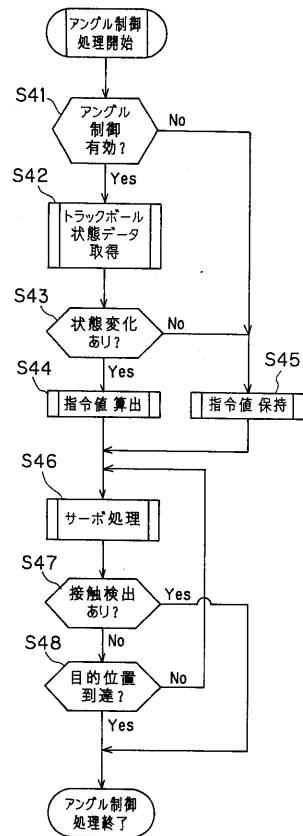 アングル制御
処理開始
S41
アングル
制御
有効?
No
Yes
S42
トラックボール
状態データ
取得
S43
状態変化
あり?
No
Yes
S44
指令値 算出
S45
指令値 保持
S46
サーボ処理
S47
接触検出
あり?
Yes
No
S48
目的位置
到達?
No
Yes
アングル制御
処理終了